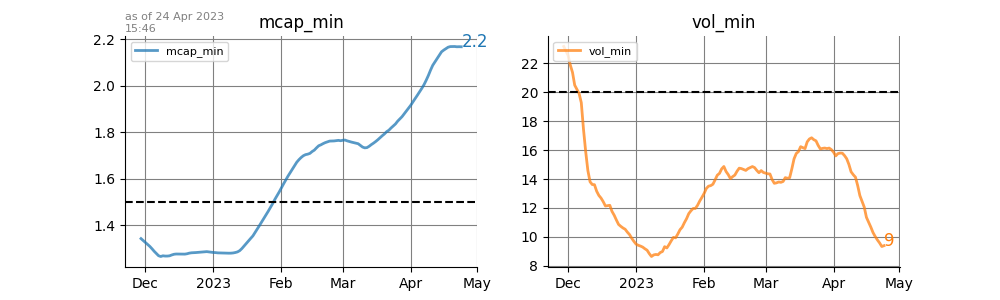 as of 24 Apr 2023
15:46
mcap_min
mcap_min
2.2
2.2
2.0
1.8
1.6
1.4
Dec 2023 Feb Mar Apr May
vol_min
vol_min
22
20
18
16
14
12
10
8
9
Dec 2023 Feb Mar Apr May